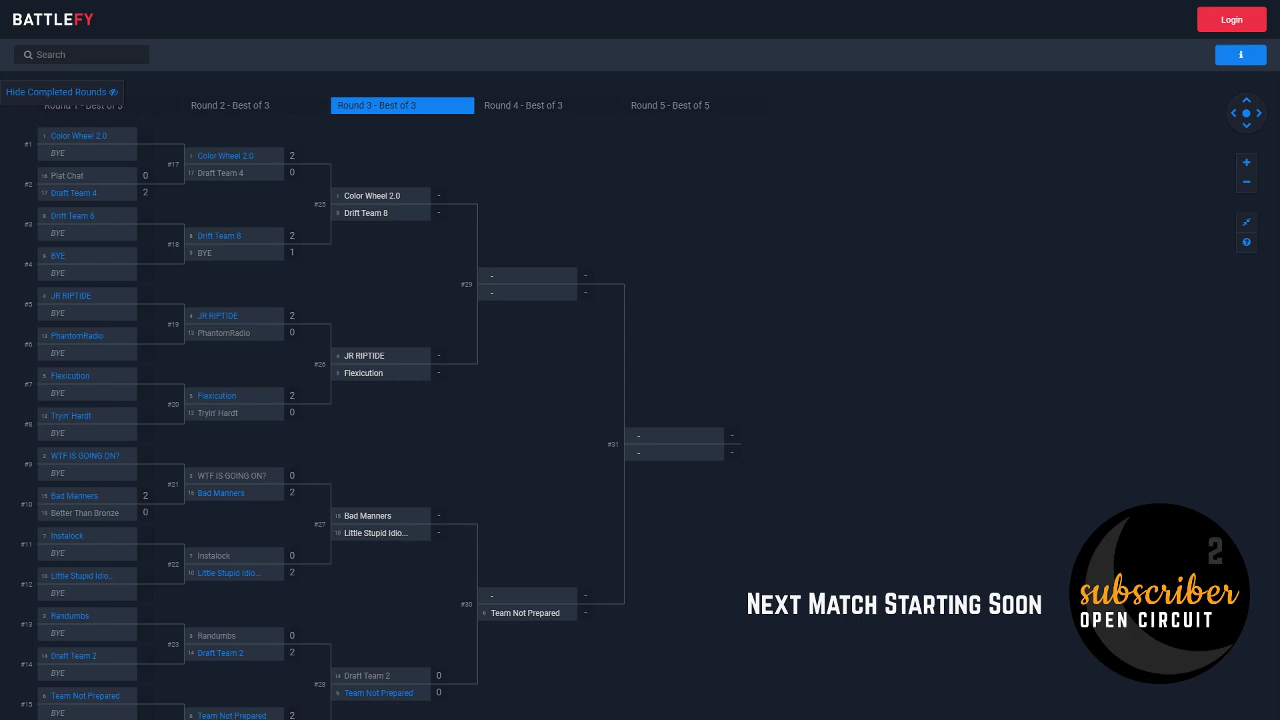 BATTLEFY
Login
Search
i
Hide Completed Rounds
Round 1 - Best of 3
Round 2 - Best of 3
Round 3 - Best of 3
Round 4 - Best of 3
Round 5 - Best of 5
#1
1 Color Wheel 2.0
BYE
#2
16 Plat Chat 0
17 Draft Team 4 2
#3
8 Drift Team 8
BYE
#4
9 BYE
BYE
#5
4 JR RIPTIDE
BYE
#6
13 PhantomRadio
BYE
#7
5 Flexicution
BYE
#8
12 Tryin' Hardt
BYE
#9
2 WTF IS GOING ON?
BYE
#10
15 Bad Manners 2
18 Better Than Bronze 0
#11
7 Instalock
BYE
#12
10 Little Stupid Idio...
BYE
#13
3 Randumbs
BYE
#14
14 Draft Team 2
BYE
#15
6 Team Not Prepared
BYE
#17
1 Color Wheel 2.0 2
17 Draft Team 4 0
#18
8 Drift Team 8 2
9 BYE 1
#19
4 JR RIPTIDE 2
13 PhantomRadio 0
#20
5 Flexicution 2
12 Tryin' Hardt 0
#21
2 WTF IS GOING ON? 0
15 Bad Manners 2
#22
7 Instalock 0
10 Little Stupid Idio... 2
#23
3 Randumbs 0
14 Draft Team 2 2
6 Team Not Prepared 2
#25
1 Color Wheel 2.0 -
8 Drift Team 8 -
#26
4 JR RIPTIDE -
5 Flexicution -
#27
15 Bad Manners -
10 Little Stupid Idio... -
#28
14 Draft Team 2 0
6 Team Not Prepared 0
#29
- -
- -
#30
- -
6 Team Not Prepared -
#31
- -
- -
NEXT MATCH STARTING SOON
2
subscriber
OPEN CIRCUIT